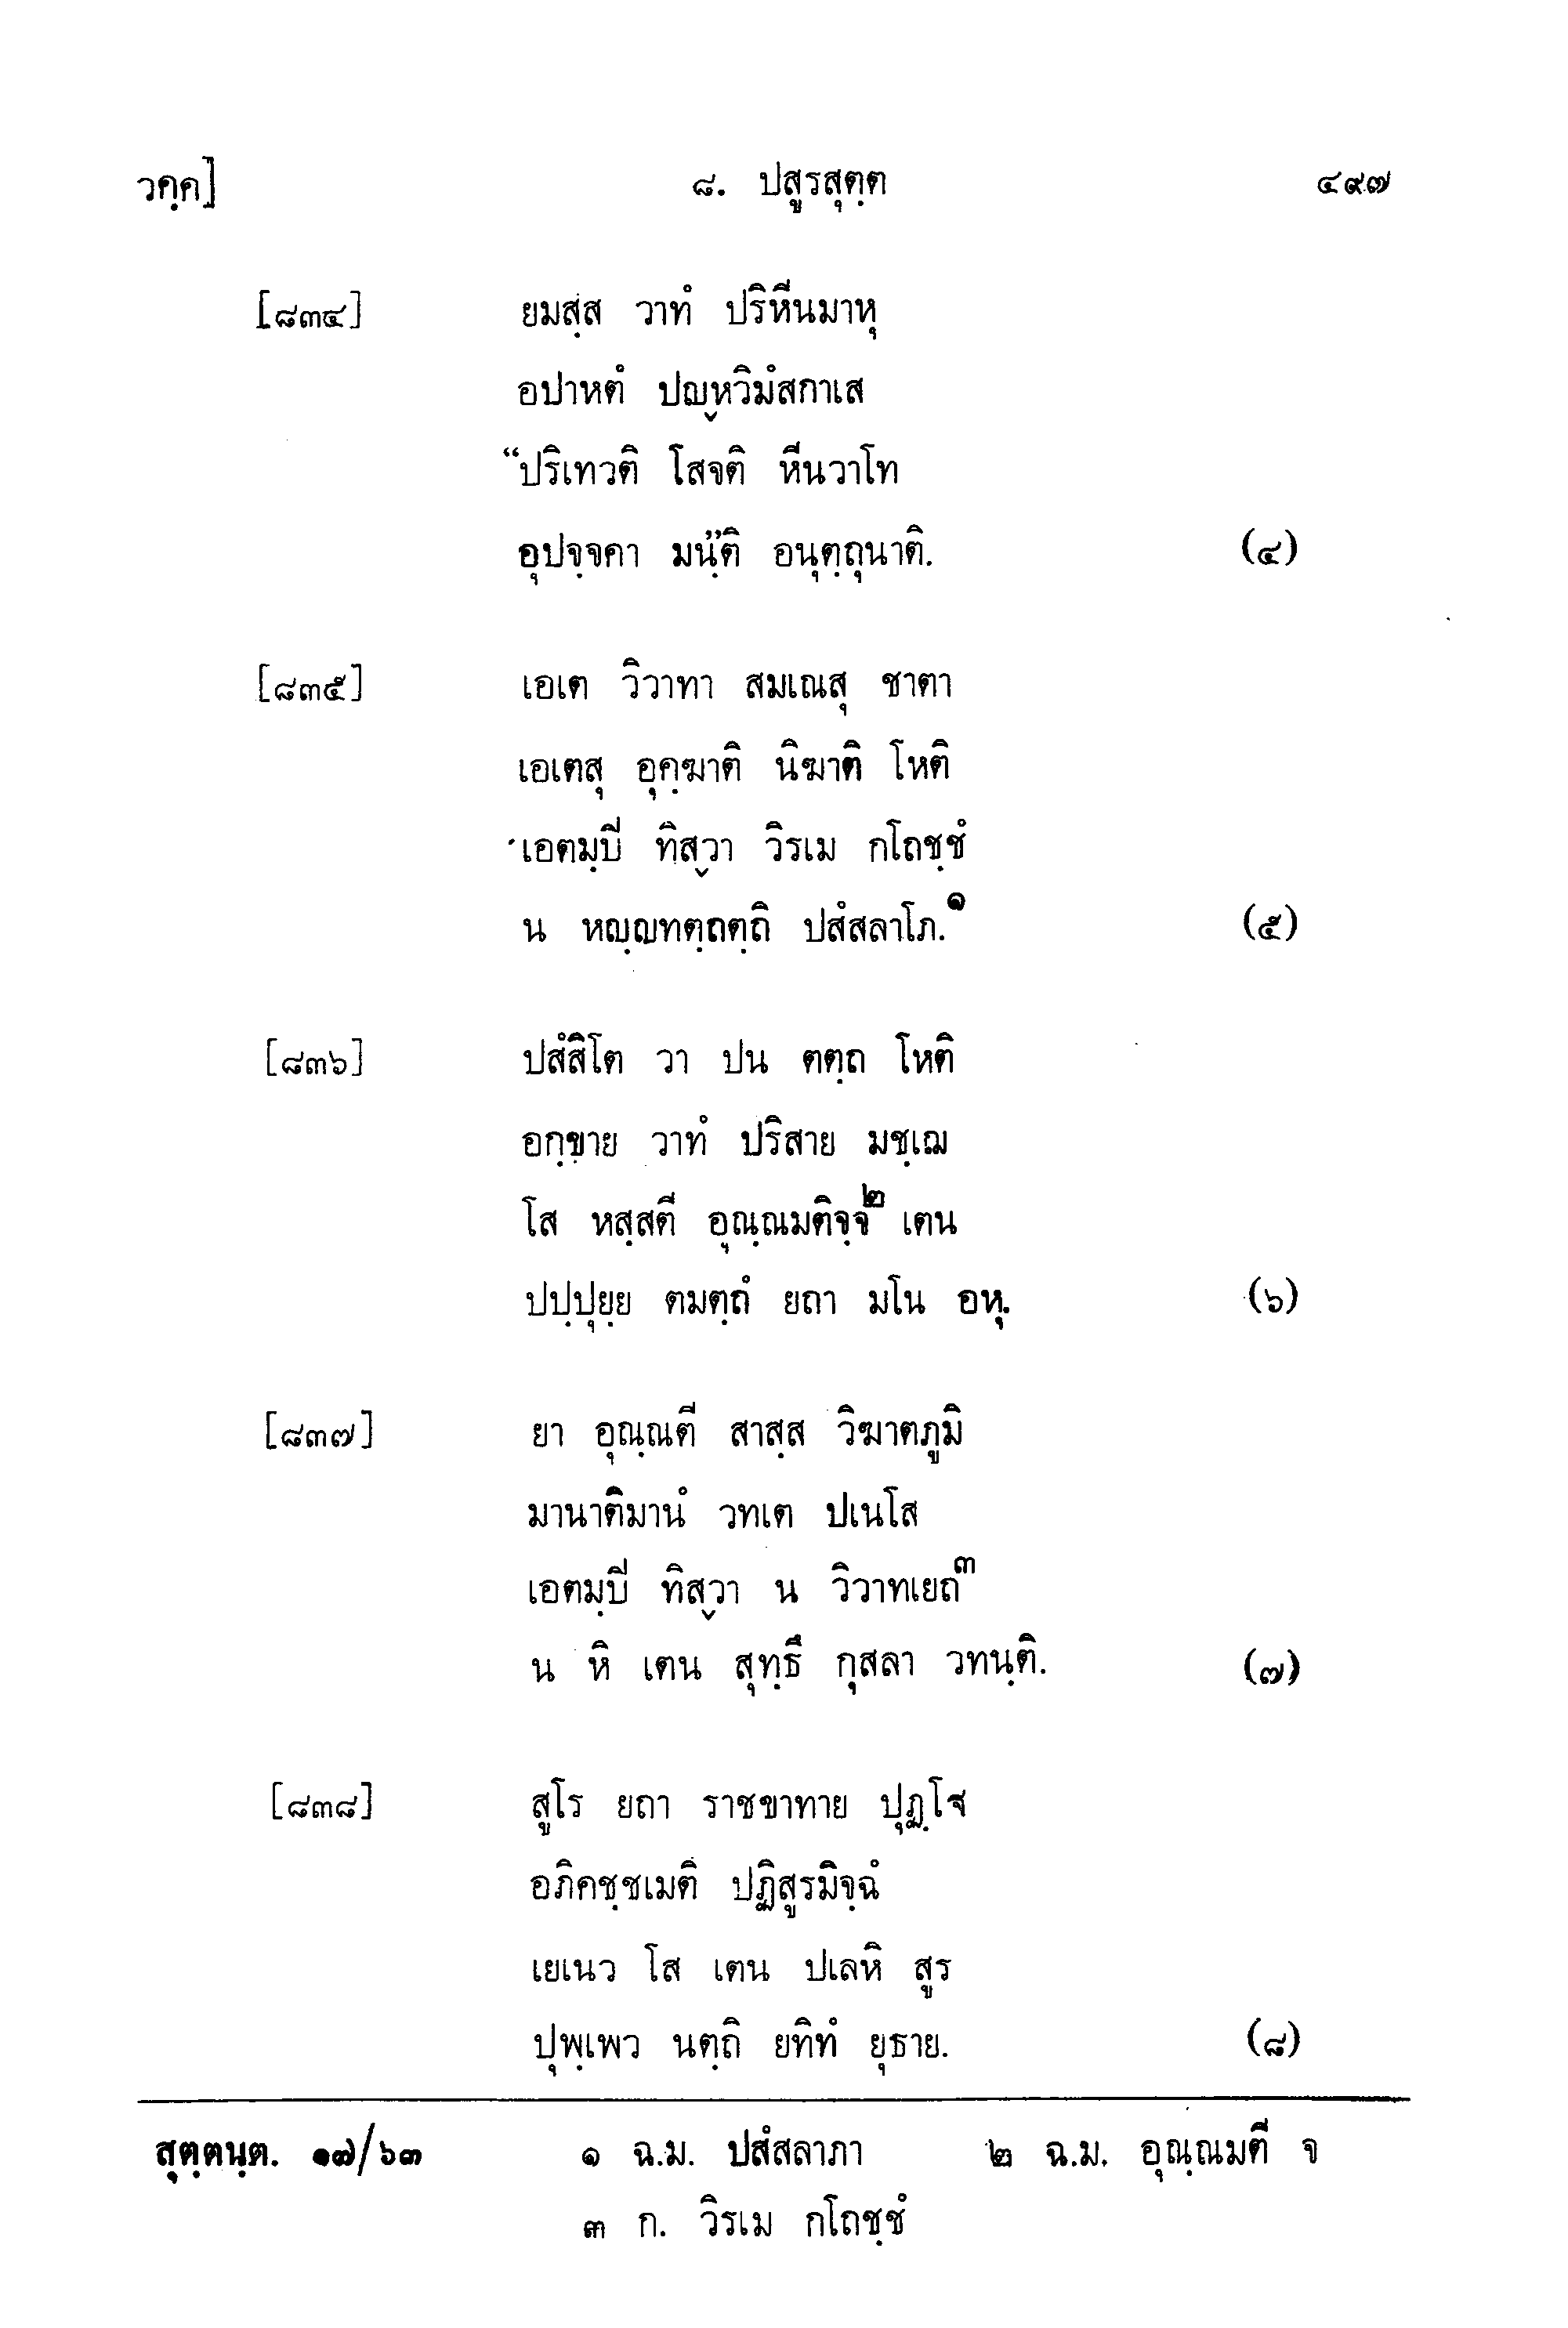 วคฺค] ๘. ปสูรสุตฺต ๔๙๗
[๘๓๔] ยมสฺส วาทํ ปริหีนมาหุ
อปาหตํ ปญฺหวิมํสกาเส
“ปริเทวติ โสจติ หีนวาโท
อุปจฺจคา มนฺ”ติ อนุตฺถุนาติ. (๔)
[๘๓๕] เอเต วิวาทา สมเณสุ ชาตา
เอเตสุ อุคฺฆาติ นิฆาติ โหติ
เอตมฺปี ทิสฺวา วิรเม กโถชฺชํ
น หญฺญทตฺถตฺถิ ปสํสลาโภ.๑ (๕)
[๘๓๖] ปสํสิโต วา ปน ตตฺถ โหติ
อกฺขาย วาทํ ปริสาย มชฺเฌ
โส หสฺสตี อุณฺณมติจฺจ๒ เตน
ปปฺปุยฺย ตมตฺถํ ยถา มโน อหุ. (๖)
[๘๓๗] ยา อุณฺณตี สาสฺส วิฆาตภูมิ
มานาติมานํ วทเต ปเนโส
เอตมฺปี ทิสฺวา น วิวาทเยถ๓
น หิ เตน สุทฺธึ กุสลา วทนฺติ. (๗)
[๘๓๘] สูโร ยถา ราชขาทาย ปุฏฺโฐ
อภิคชฺชเมติ ปฏิสูรมิจฺฉํ
เยเนว โส เตน ปเลหิ สูร
ปุพฺเพว นตฺถิ ยทิทํ ยุธาย. (๘)
สุตฺตนฺต. ๑๗/๖๓ ๑ ฉ.ม. ปสํสลาภา ๒ ฉ.ม. อุณฺณมตี จ
๓ ก. วิรเม กโถชฺชํ